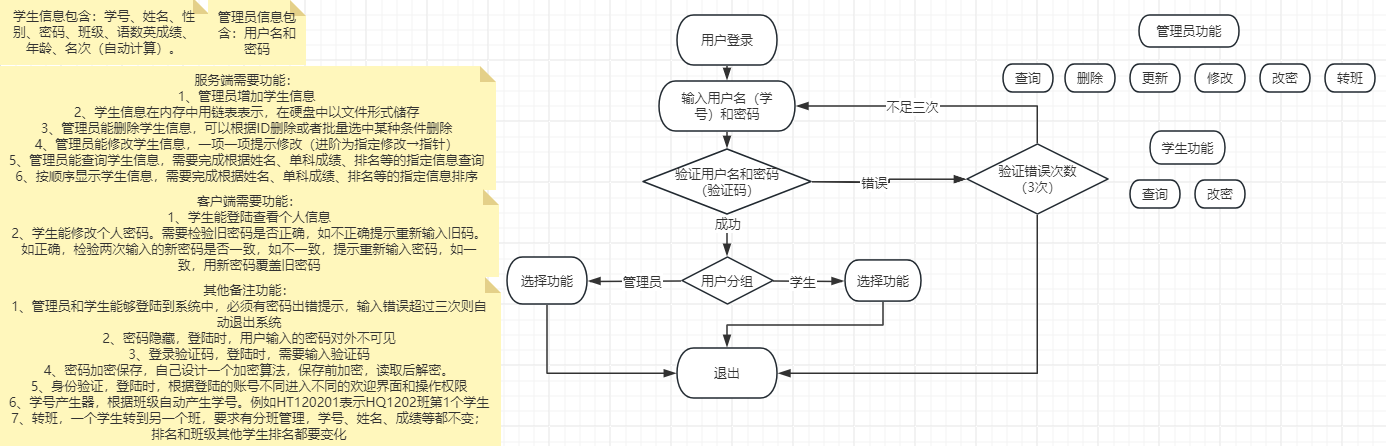 学生信息包含：学号、姓名、性
别、密码、班级、语数英成绩、
年龄、名次（自动计算）。
管理员信息包
含：用户名和
密码
服务端需要功能：
1、管理员增加学生信息
2、学生信息在内存中用链表表示，在硬盘中以文件形式储存
3、管理员能删除学生信息，可以根据ID删除或者批量选中某种条件删除
4、管理员能修改学生信息，一项一项提示修改（进阶为指定修改→指针）
5、管理员能查询学生信息，需要完成根据姓名、单科成绩、排名等的指定信息查询
6、按顺序显示学生信息，需要完成根据姓名、单科成绩、排名等的指定信息排序
客户端需要功能：
1、学生能登陆查看个人信息
2、学生能修改个人密码。需要检验旧密码是否正确，如不正确提示重新输入旧码。
如正确，检验两次输入的新密码是否一致，如不一致，提示重新输入密码，如一
致，用新密码覆盖旧密码
其他备注功能：
1、管理员和学生能够登陆到系统中，必须有密码出错提示，输入错误超过三次则自
动退出系统
2、密码隐藏，登陆时，用户输入的密码对外不可见
3、登录验证码，登陆时，需要输入验证码
4、密码加密保存，自己设计一个加密算法，保存前加密，读取后解密。
5、身份验证，登陆时，根据登陆的账号不同进入不同的欢迎界面和操作权限
6、学号产生器，根据班级自动产生学号。例如HT120201表示HQ1202班第1个学生
7、转班，一个学生转到另一个班，要求有分班管理，学号、姓名、成绩等都不变；
排名和班级其他学生排名都要变化
用户登录
输入用户名（学
号）和密码
不足三次
验证用户名和密码
（验证码）
错误
验证错误次数
（3次）
成功
用户分组
管理员
学生
选择功能
选择功能
退出
管理员功能
查询
删除
更新
修改
改密
转班
学生功能
查询
改密